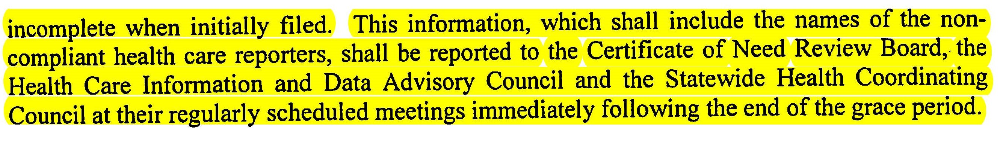 incomplete when initially filed. This information, which shall include the names of the non-
compliant health care reporters, shall be reported to the Certificate of Need Review Board, the
Health Care Information and Data Advisory Council and the Statewide Health Coordinating
Council at their regularly scheduled meetings immediately following the end of the grace period.